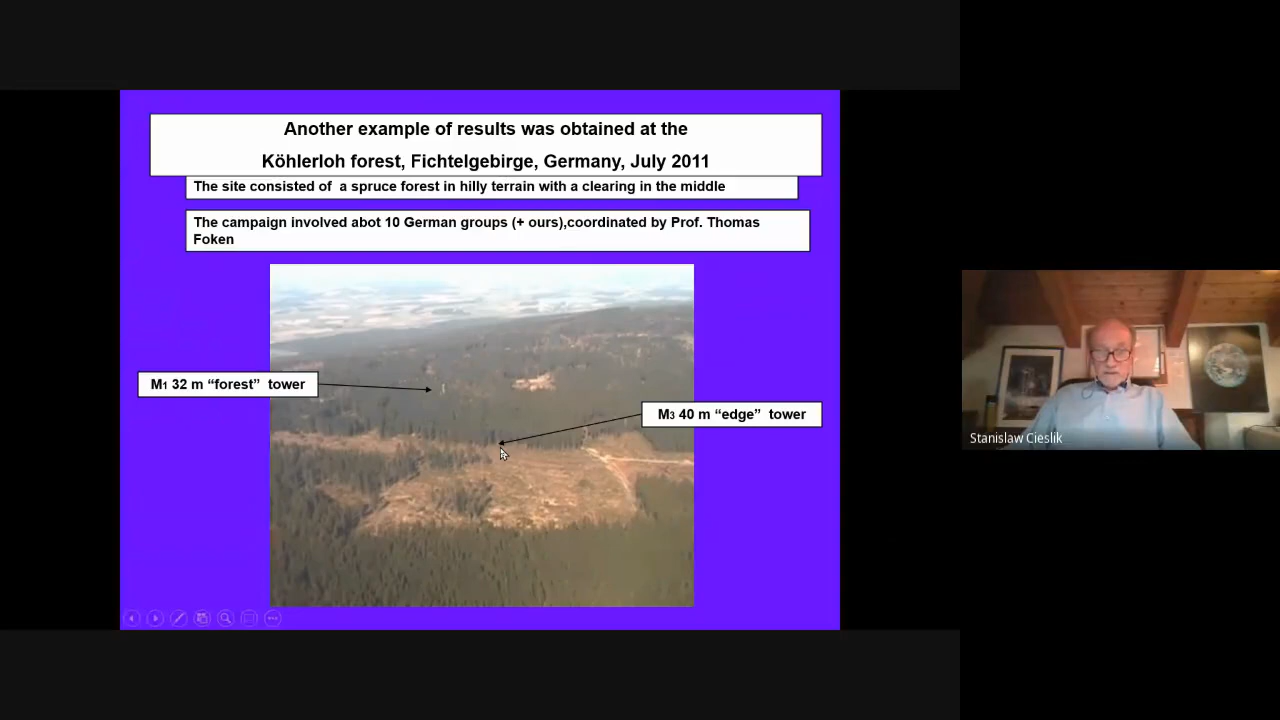 Another example of results was obtained at the
Köhlerloh forest, Fichtelgebirge, Germany, July 2011
The site consisted of a spruce forest in hilly terrain with a clearing in the middle
The campaign involved abot 10 German groups (+ ours),coordinated by Prof. Thomas
Foken
M1 32 m “forest” tower
M3 40 m “edge” tower
Stanislaw Cieslik